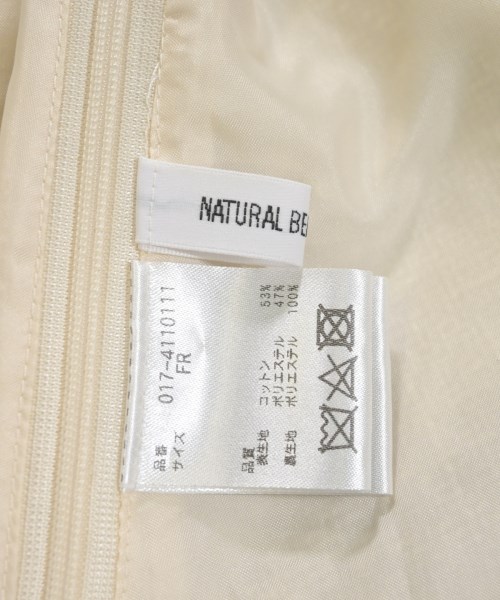 NATURAL BE
品番 017-4110111
サイズ FR
品質
表生地 コットン 53%
ポリエステル 47%
裏生地 ポリエステル 100%